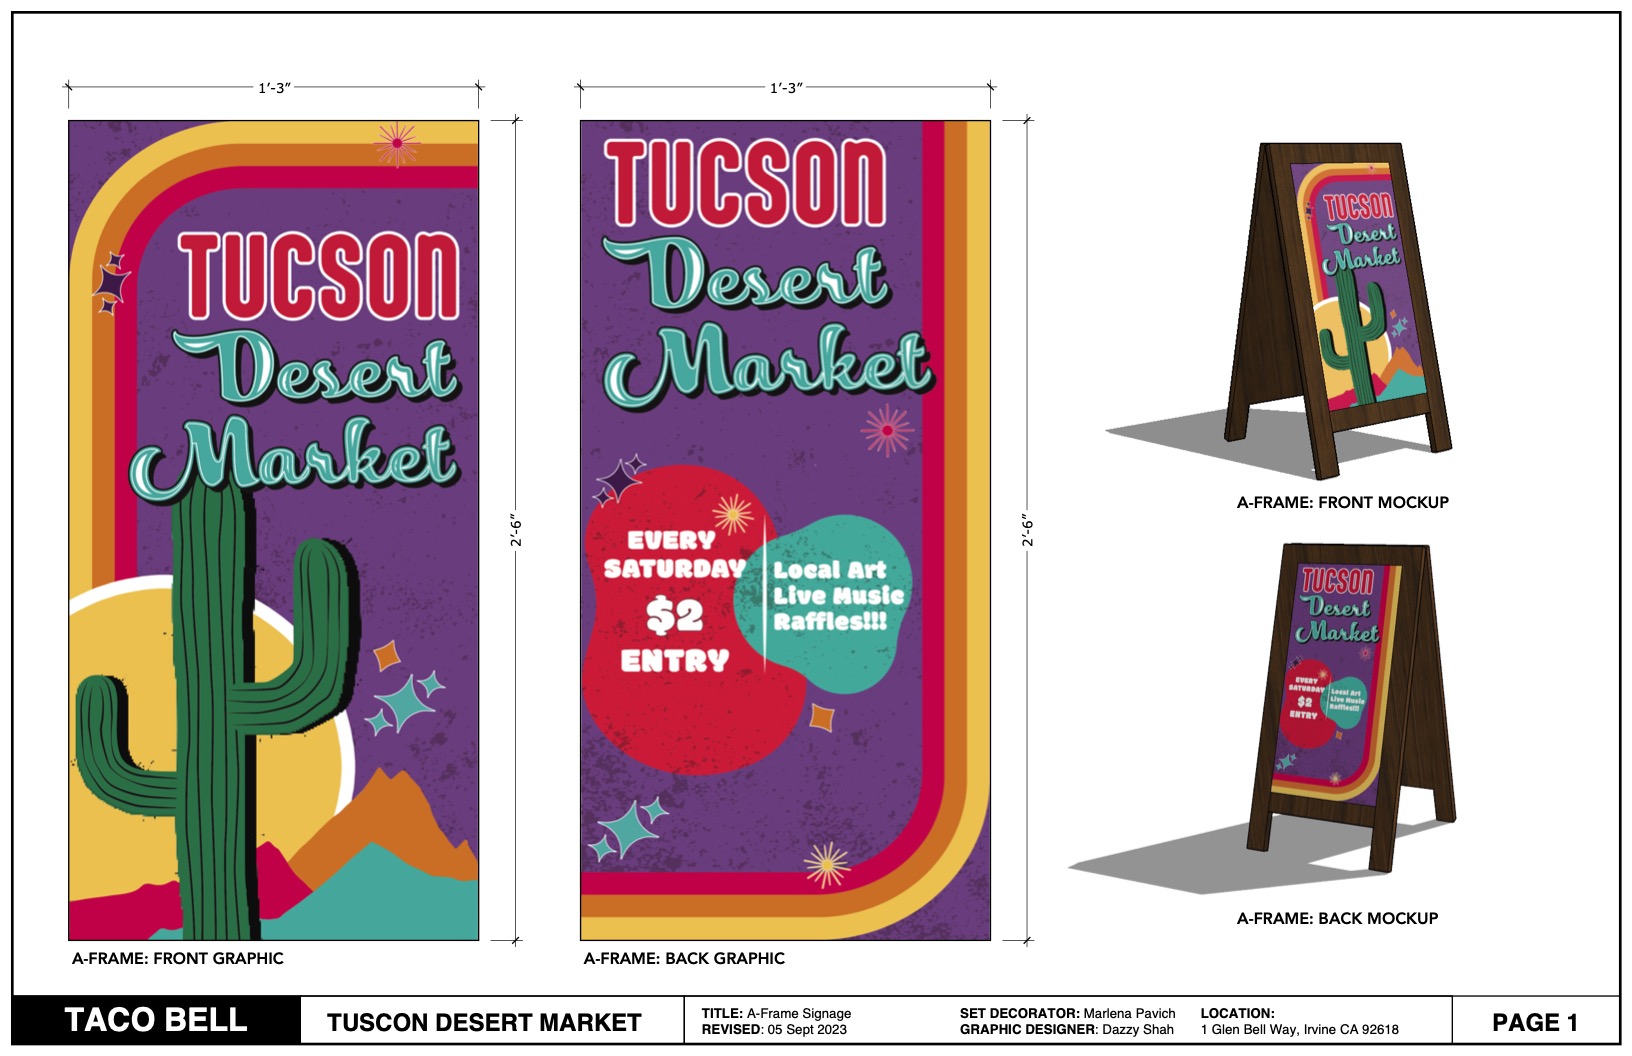 1'-3"
1'-3"
2'-6"
2'-6"
TUCSON
Desert
Market
A-FRAME: FRONT GRAPHIC
TUCSON
Desert
Market
EVERY
SATURDAY
$2
ENTRY
Local Art
Live Music
Raffles!!!
A-FRAME: BACK GRAPHIC
TUCSON
Desert
Market
A-FRAME: FRONT MOCKUP
TUCSON
Desert
Market
EVERY
SATURDAY
$2
ENTRY
Local Art
Live Music
Raffles!!!
A-FRAME: BACK MOCKUP
TACO BELL
TUSCON DESERT MARKET
TITLE: A-Frame Signage
REVISED: 05 Sept 2023
SET DECORATOR: Marlena Pavich
GRAPHIC DESIGNER: Dazzy Shah
LOCATION:
1 Glen Bell Way, Irvine CA 92618
PAGE 1